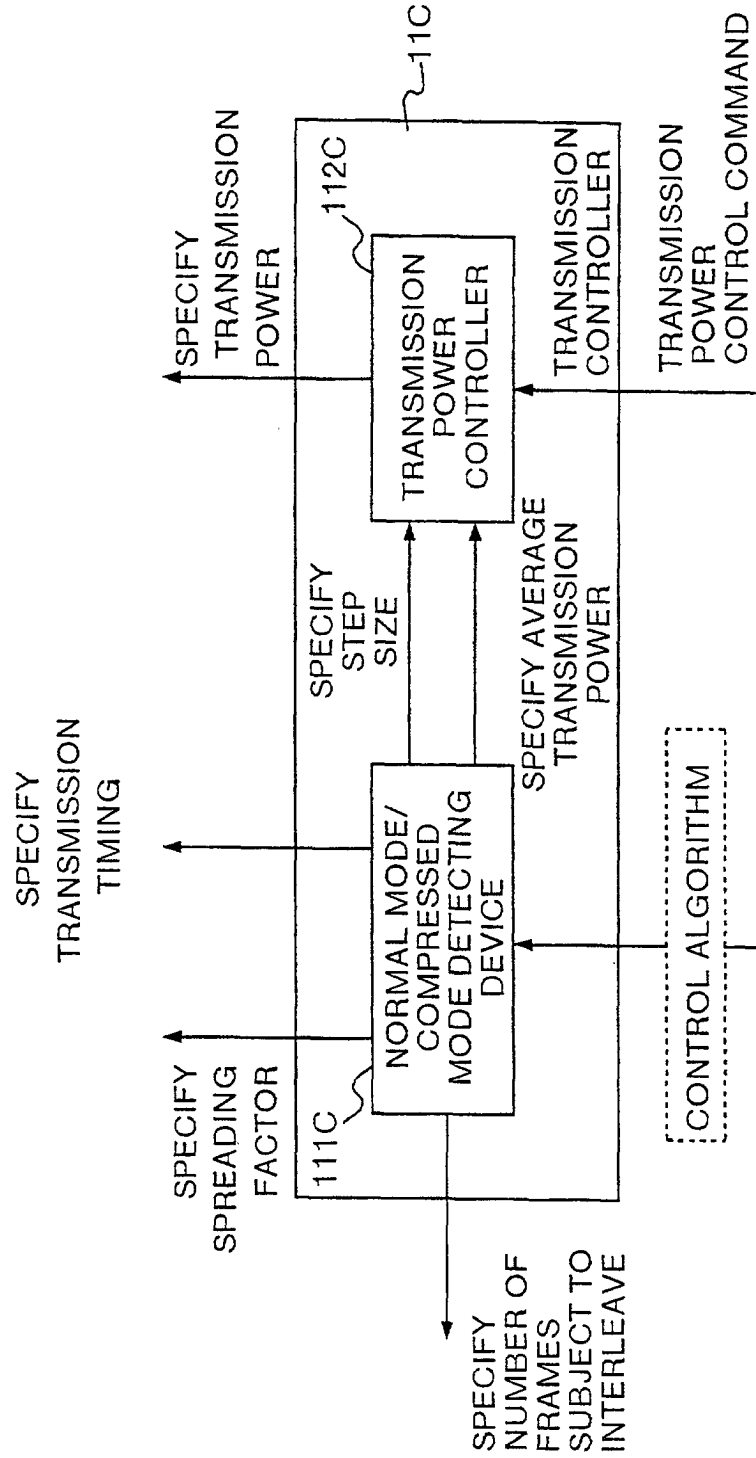 SPECIFY
TRANSMISSION
TIMING
SPECIFY
SPREADING
FACTOR
SPECIFY
TRANSMISSION
POWER
111C
112C
11C
NORMAL MODE/
COMPRESSED
MODE DETECTING
DEVICE
SPECIFY
STEP
SIZE
TRANSMISSION
POWER
CONTROLLER
SPECIFY AVERAGE
TRANSMISSION
POWER
TRANSMISSION
CONTROLLER
SPECIFY
NUMBER OF
FRAMES
SUBJECT TO
INTERLEAVE
CONTROL ALGORITHM
TRANSMISSION
POWER
CONTROL COMMAND